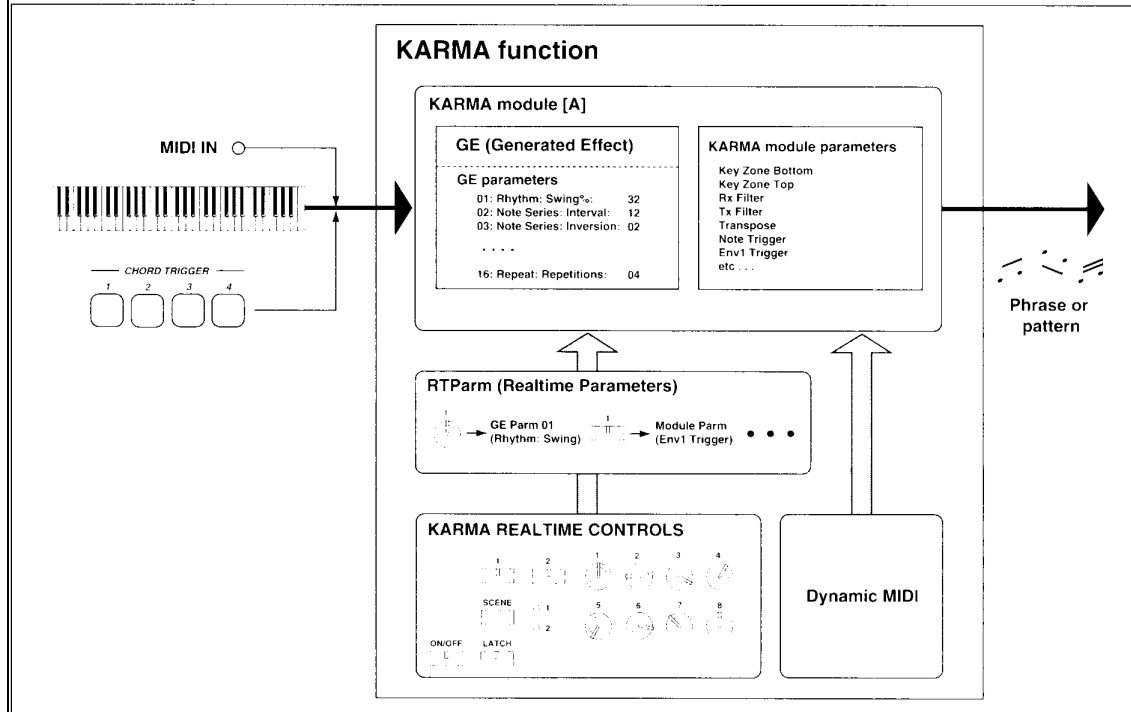 KARMA function
KARMA module [A]
MIDI IN
GE (Generated Effect)
GE parameters
01: Rhythm: Swing%: 32
02: Note Series: Interval: 12
03: Note Series: Inversion: 02
. . . .
16: Repeat: Repetitions: 04
KARMA module parameters
Key Zone Bottom
Key Zone Top
Rx Filter
Tx Filter
Transpose
Note Trigger
Env1 Trigger
etc . . .
CHORD TRIGGER
1 2 3 4
Phrase or
pattern
RTParm (Realtime Parameters)
1
GE Parm 01
(Rhythm: Swing)
1
Module Parm
(Env1 Trigger)
• • •
KARMA REALTIME CONTROLS
1 2 1 2 3 4
SCENE
1
2
5 6 7 8
ON/OFF LATCH
Dynamic MIDI